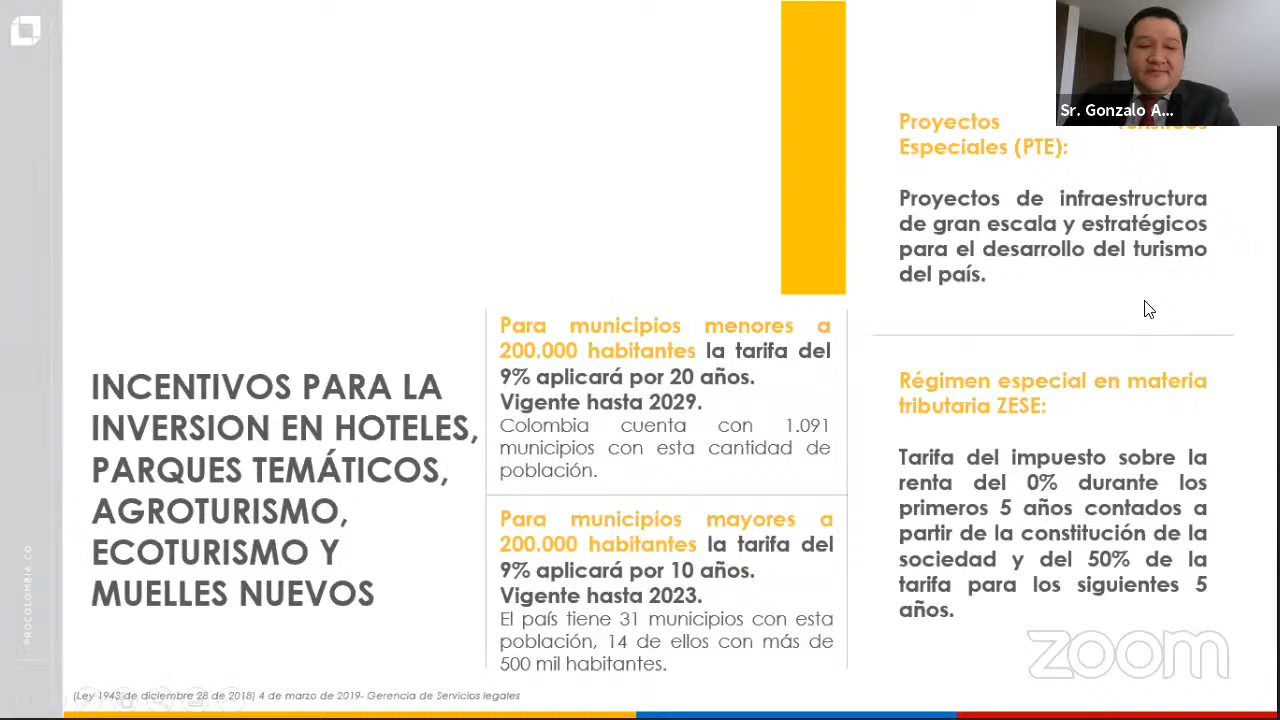 Sr. Gonzalo A...
INCENTIVOS PARA LA
INVERSION EN HOTELES,
PARQUES TEMÁTICOS,
AGROTURISMO,
ECOTURISMO Y
MUELLES NUEVOS
Para municipios menores a
200.000 habitantes la tarifa del
9% aplicará por 20 años.
Vigente hasta 2029.
Colombia cuenta con 1.091
municipios con esta cantidad de
población.
Para municipios mayores a
200.000 habitantes la tarifa del
9% aplicará por 10 años.
Vigente hasta 2023.
El país tiene 31 municipios con esta
población, 14 de ellos con más de
500 mil habitantes.
Proyectos
Especiales (PTE):
Proyectos de infraestructura
de gran escala y estratégicos
para el desarrollo del turismo
del país.
Régimen especial en materia
tributaria ZESE:
Tarifa del impuesto sobre la
renta del 0% durante los
primeros 5 años contados a
partir de la constitución de la
sociedad y del 50% de la
tarifa para los siguientes 5
años.
zoom
(Ley 1943 de diciembre 28 de 2018) 4 de marzo de 2019- Gerencia de Servicios legales